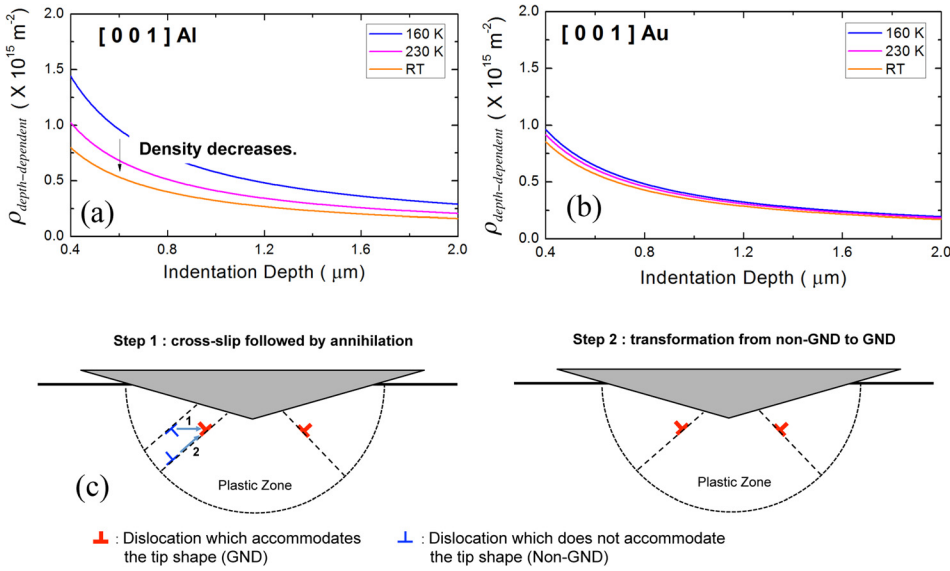 [ 0 0 1 ] Al
160 K
230 K
RT
Density decreases.
(a)
2.0
1.5
1.0
0.5
0.0
0.4 0.8 1.2 1.6 2.0
ρdepth−dependent ( X 10^15 m^-2)
Indentation Depth ( μm)
[ 0 0 1 ] Au
160 K
230 K
RT
(b)
2.0
1.5
1.0
0.5
0.0
0.4 0.8 1.2 1.6 2.0
ρdepth−dependent ( X 10^15 m^-2)
Indentation Depth ( μm)
Step 1 : cross-slip followed by annihilation
1
2
Plastic Zone
Step 2 : transformation from non-GND to GND
Plastic Zone
(c)
: Dislocation which accommodates
the tip shape (GND)
: Dislocation which does not accommodate
the tip shape (Non-GND)